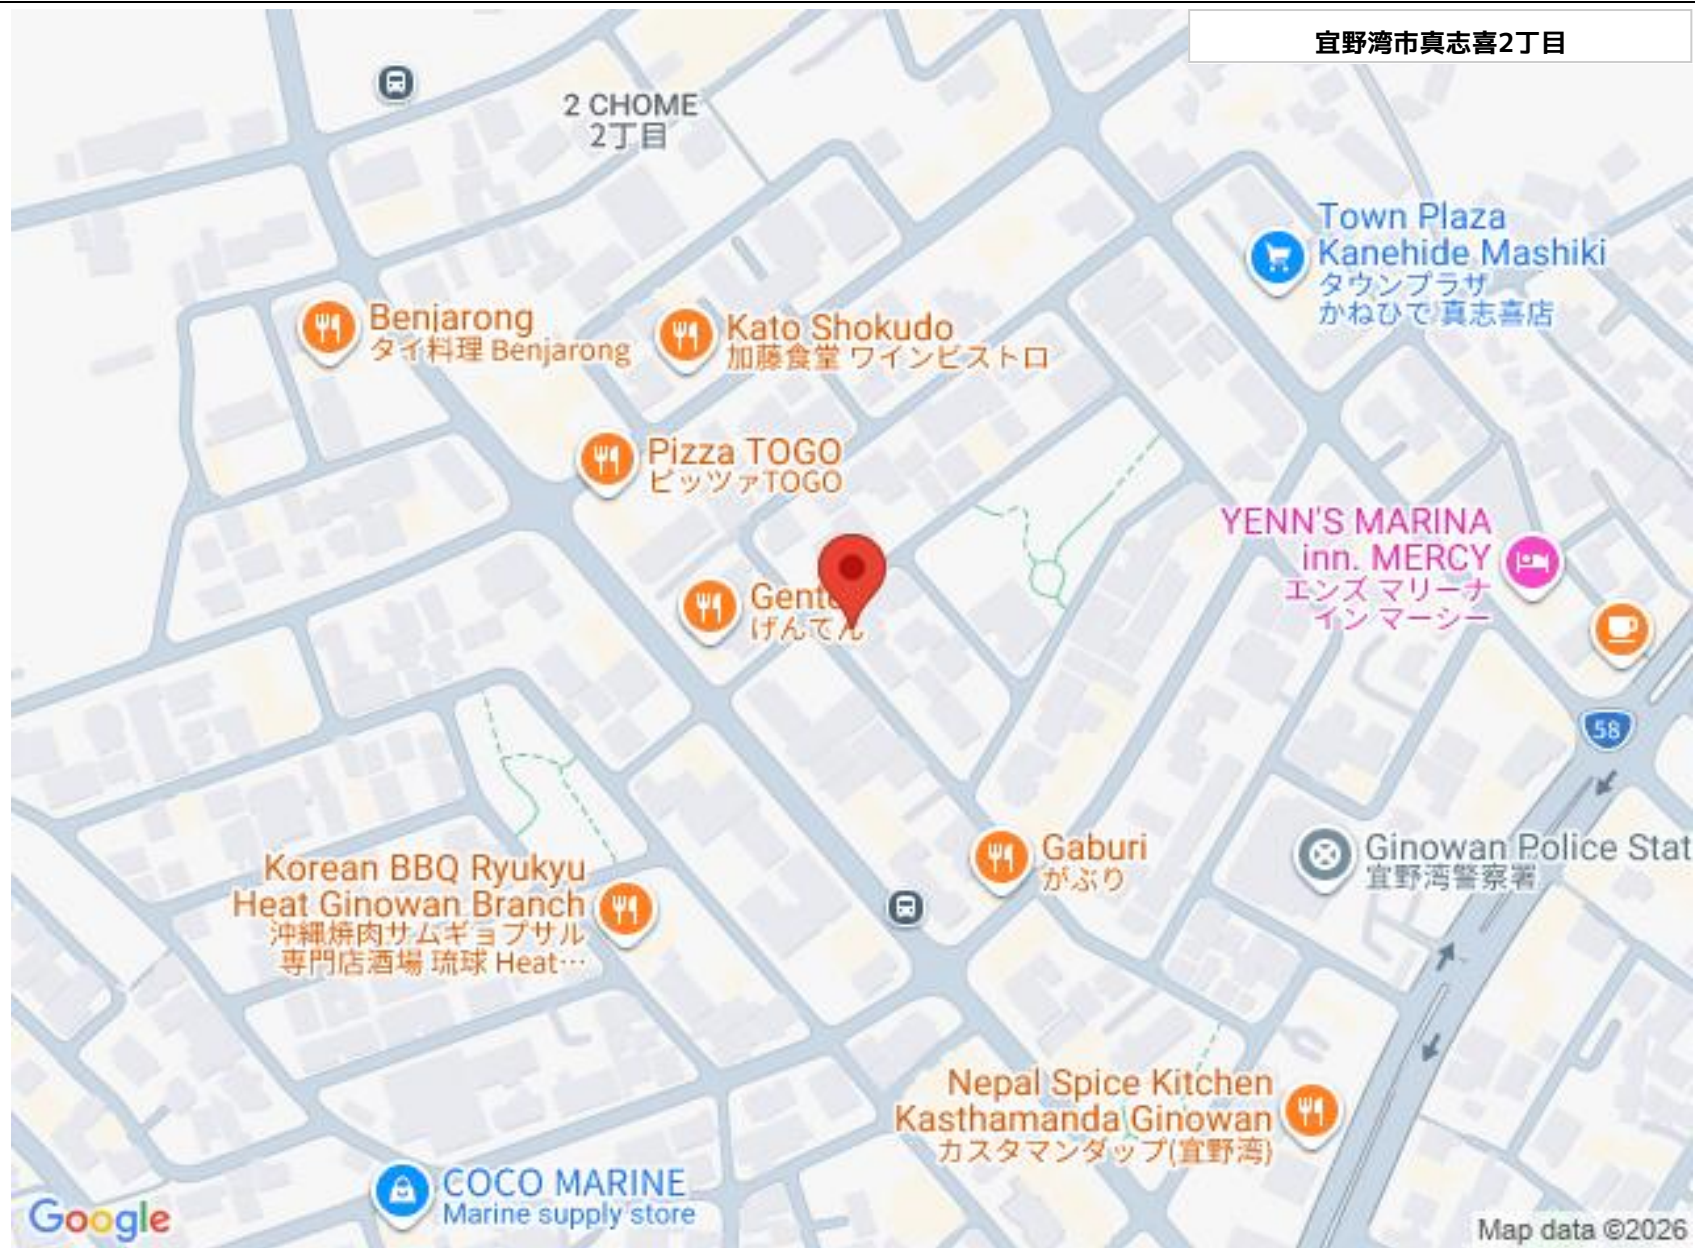 宜野湾市真志喜2丁目
2 CHOME
2丁目
Town Plaza
Kanehide Mashiki
タウンプラザ
かねひで 真志喜店
Benjarong
タイ料理 Benjarong
Kato Shokudo
加藤食堂 ワインビストロ
Pizza TOGO
ピッツァTOGO
YENN'S MARINA
inn. MERCY
エンズ マリーナ
イン マーシー
Gente
げんてん
58
Gaburi
がぶり
Ginowan Police Stat
宜野湾警察署
Korean BBQ Ryukyu
Heat Ginowan Branch
沖縄焼肉サムギョプサル
専門店酒場 琉球 Heat…
Nepal Spice Kitchen
Kasthamanda Ginowan
カスタマンダップ(宜野湾)
COCO MARINE
Marine supply store
Google
Map data ©2026